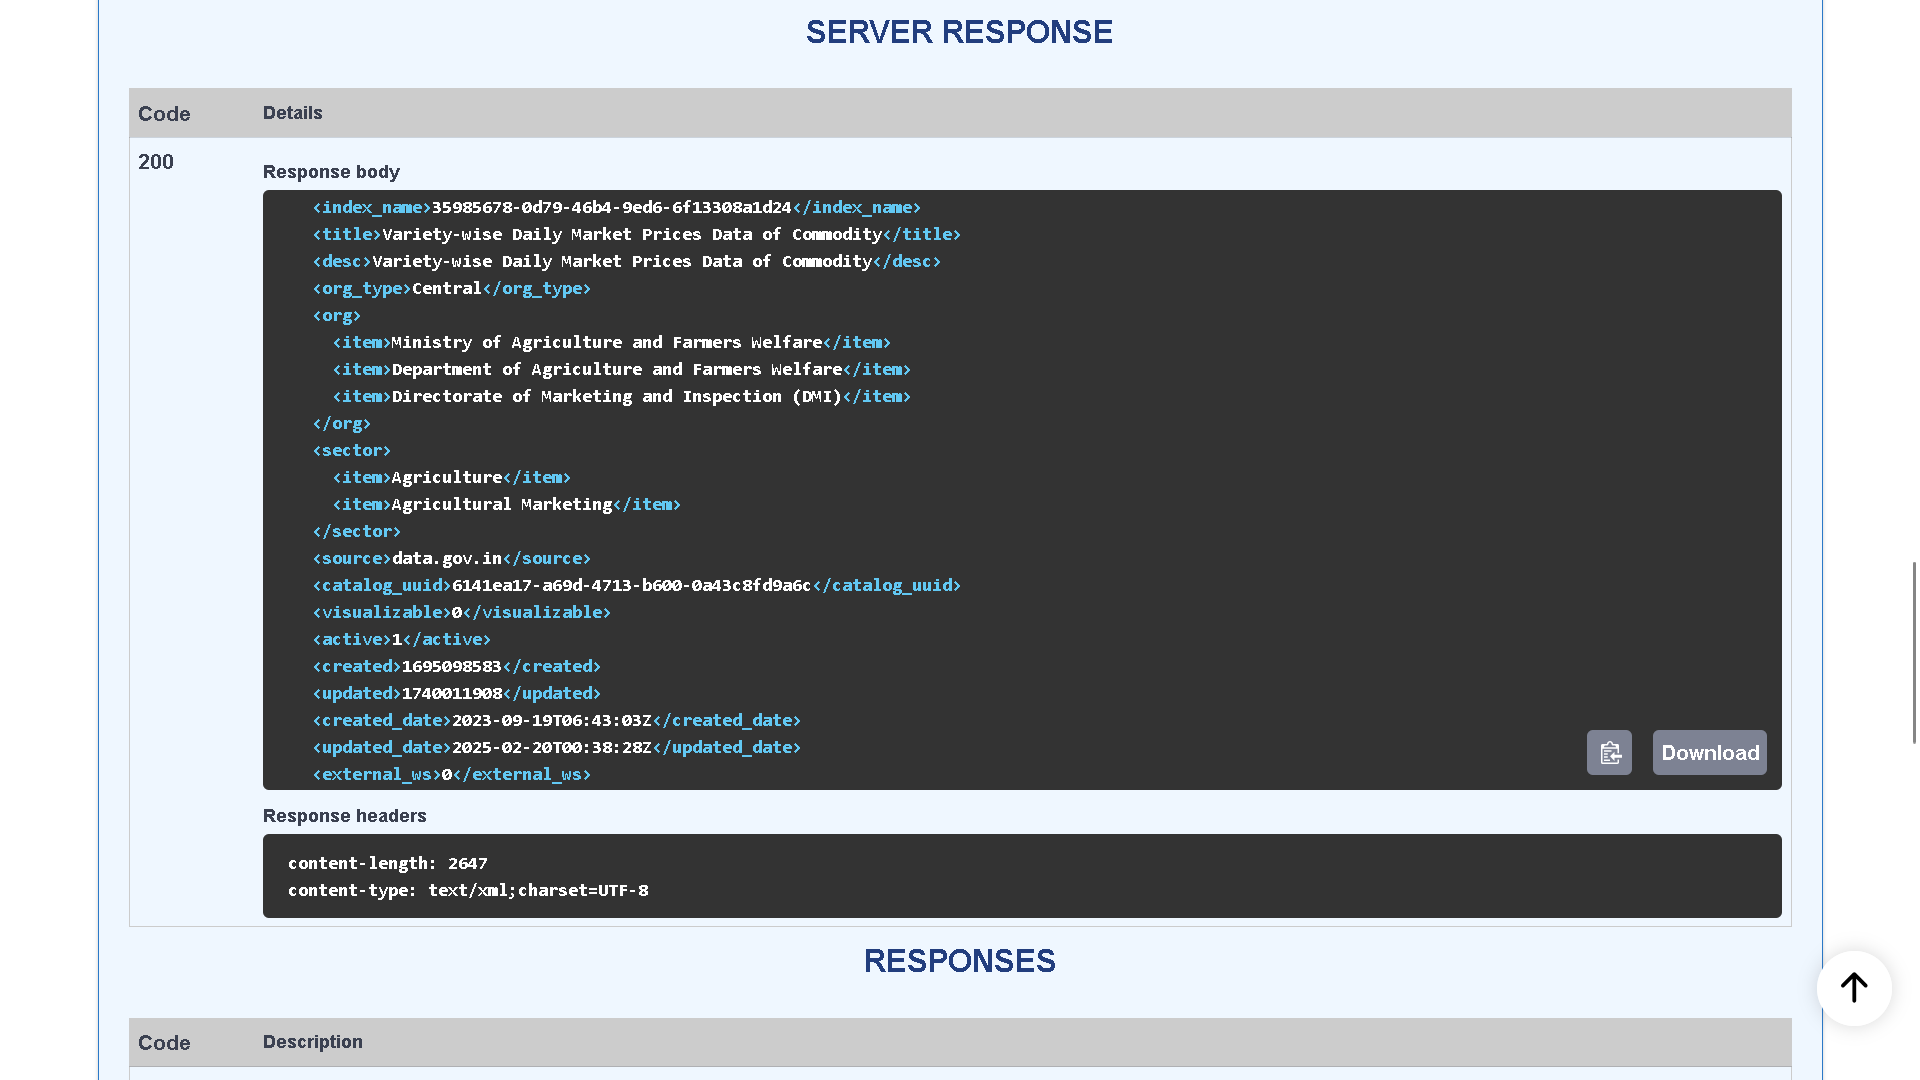 SERVER RESPONSE
Code Details
200
Response body
<index_name>35985678-0d79-46b4-9ed6-6f13308a1d24</index_name>
<title>Variety-wise Daily Market Prices Data of Commodity</title>
<desc>Variety-wise Daily Market Prices Data of Commodity</desc>
<org_type>Central</org_type>
<org>
<item>Ministry of Agriculture and Farmers Welfare</item>
<item>Department of Agriculture and Farmers Welfare</item>
<item>Directorate of Marketing and Inspection (DMI)</item>
</org>
<sector>
<item>Agriculture</item>
<item>Agricultural Marketing</item>
</sector>
<source>data.gov.in</source>
<catalog_uuid>6141ea17-a69d-4713-b600-0a43c8fd9a6c</catalog_uuid>
<visualizable>0</visualizable>
<active>1</active>
<created>1695098583</created>
<updated>1740011908</updated>
<created_date>2023-09-19T06:43:03Z</created_date>
<updated_date>2025-02-20T00:38:28Z</updated_date>
<external_ws>0</external_ws>
Download
Response headers
content-length: 2647
content-type: text/xml;charset=UTF-8
RESPONSES
Code Description